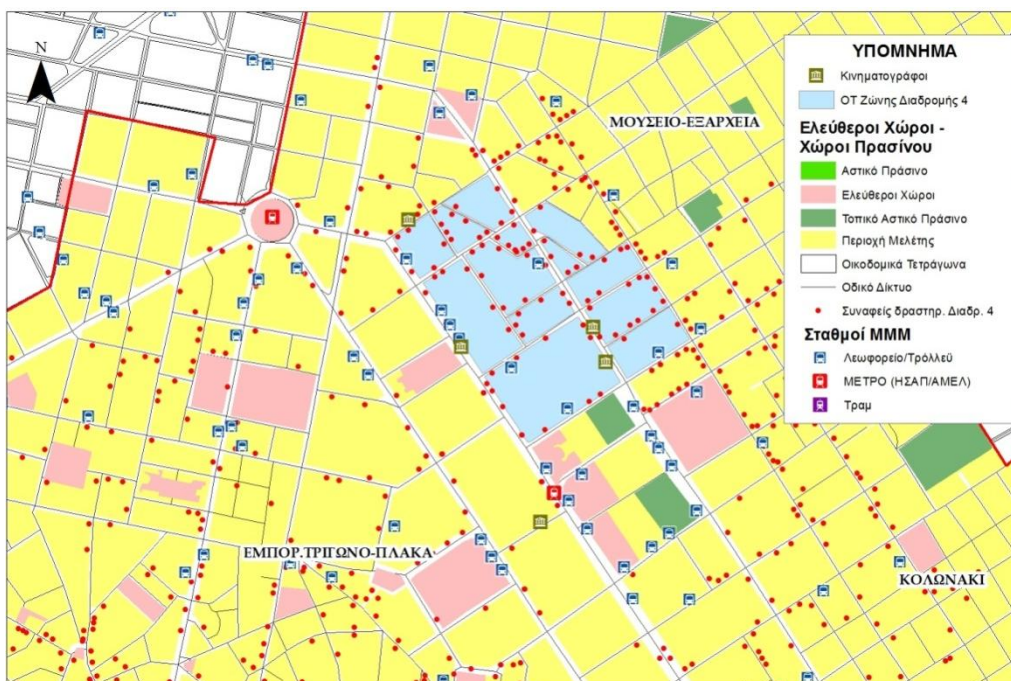 N
ΜΟΥΣΕΙΟ-ΕΞΑΡΧΕΙΑ
ΕΜΠΟΡ.ΤΡΙΓΩΝΟ-ΠΛΑΚΑ
ΚΟΛΩΝΑΚΙ
ΥΠΟΜΝΗΜΑ
Κινηματογράφοι
ΟΤ Ζώνης Διαδρομής 4
Ελεύθεροι Χώροι -
Χώροι Πρασίνου
Αστικό Πράσινο
Ελεύθεροι Χώροι
Τοπικό Αστικό Πράσινο
Περιοχή Μελέτης
Οικοδομικά Τετράγωνα
Οδικό Δίκτυο
Συναφείς δραστηρ. Διαδρ. 4
Σταθμοί ΜΜΜ
Λεωφορείο/Τρόλλεϋ
ΜΕΤΡΟ (ΗΣΑΠ/ΑΜΕΛ)
Τραμ